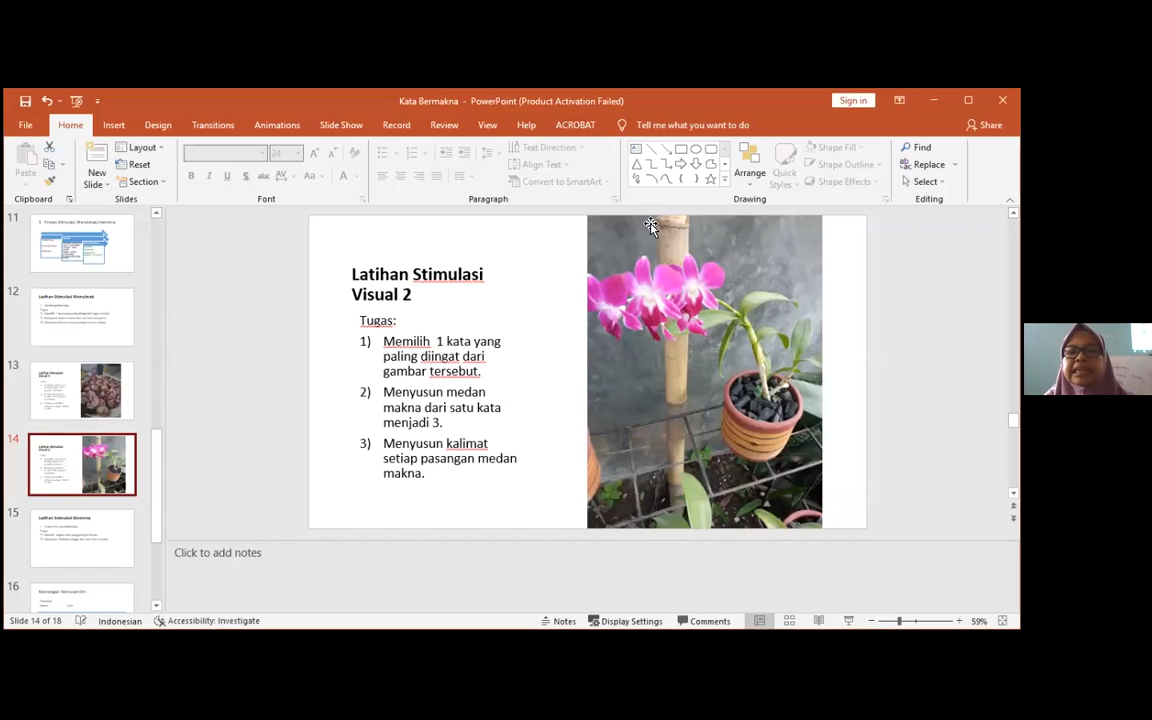 Kata Bermakna - PowerPoint (Product Activation Failed)
Sign in
File Home Insert Design Transitions Animations Slide Show Record Review View Help ACROBAT Tell me what you want to do Share
Paste
New Slide
Layout
Reset
Section
24
Text Direction
Align Text
Convert to SmartArt
Arrange
Quick Styles
Shape Fill
Shape Outline
Shape Effects
Find
Replace
Select
Clipboard Slides Font Paragraph Drawing Editing
11
12
Latihan Stimulasi Menyimak
13
14
15
16
Rancangan Stimulasi Diri
Latihan Stimulasi
Visual 2
Tugas:
1) Memilih 1 kata yang
paling diingat dari
gambar tersebut.
2) Menyusun medan
makna dari satu kata
menjadi 3.
3) Menyusun kalimat
setiap pasangan medan
makna.
Click to add notes
Slide 14 of 18 Indonesian Accessibility: Investigate Notes Display Settings Comments 59%